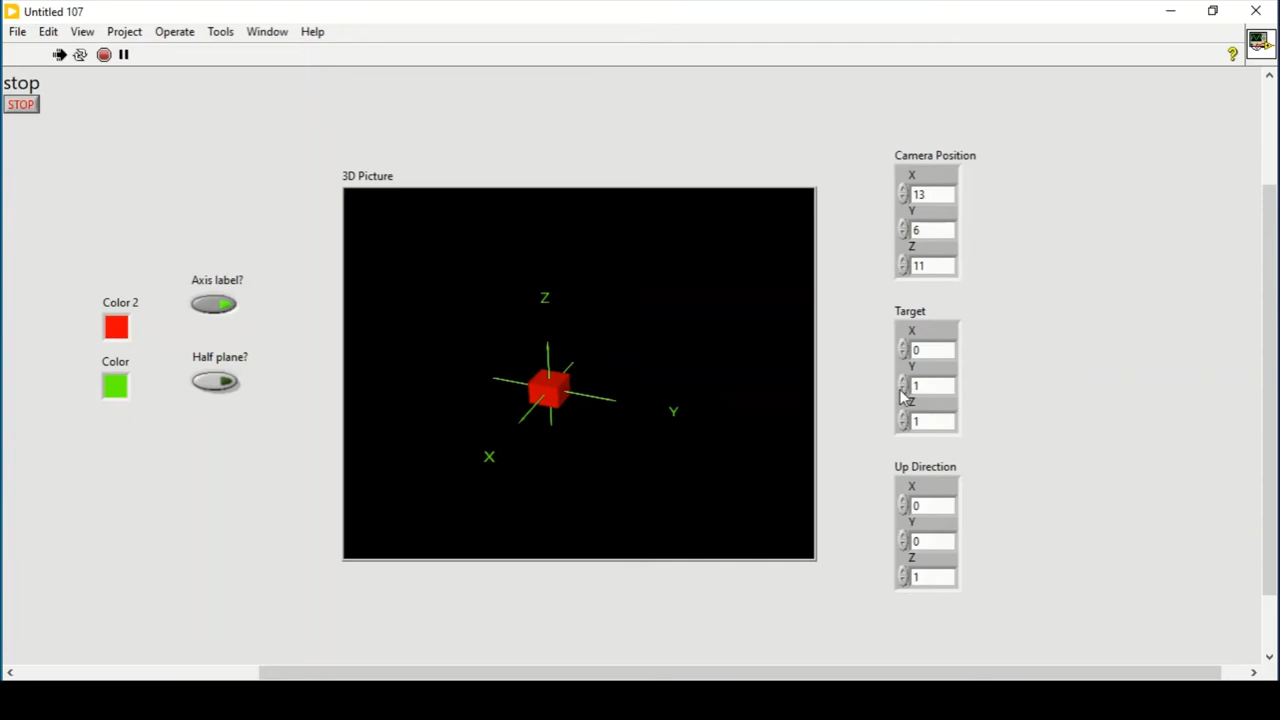 Untitled 107
File Edit View Project Operate Tools Window Help
stop
STOP
Camera Position
X
13
Y
6
Z
11
3D Picture
Z
Y
X
Axis label?
Color 2
Half plane?
Color
Target
X
0
Y
1
Z
1
Up Direction
X
0
Y
0
Z
1